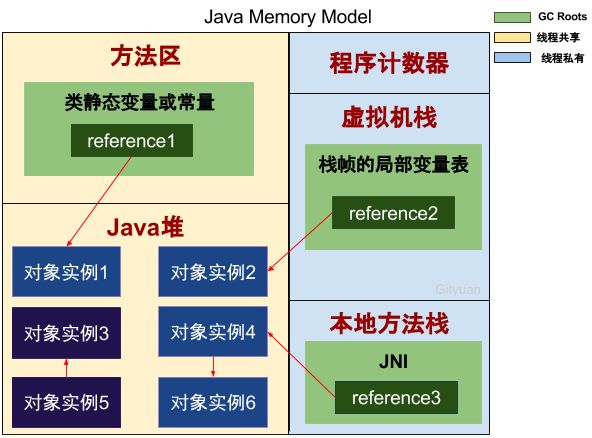 Java Memory Model
GC Roots
线程共享
线程私有
方法区
类静态变量或常量
reference1
程序计数器
虚拟机栈
栈帧的局部变量表
reference2
Gityuan
Java堆
对象实例1
对象实例2
对象实例3
对象实例4
对象实例5
对象实例6
本地方法栈
JNI
reference3